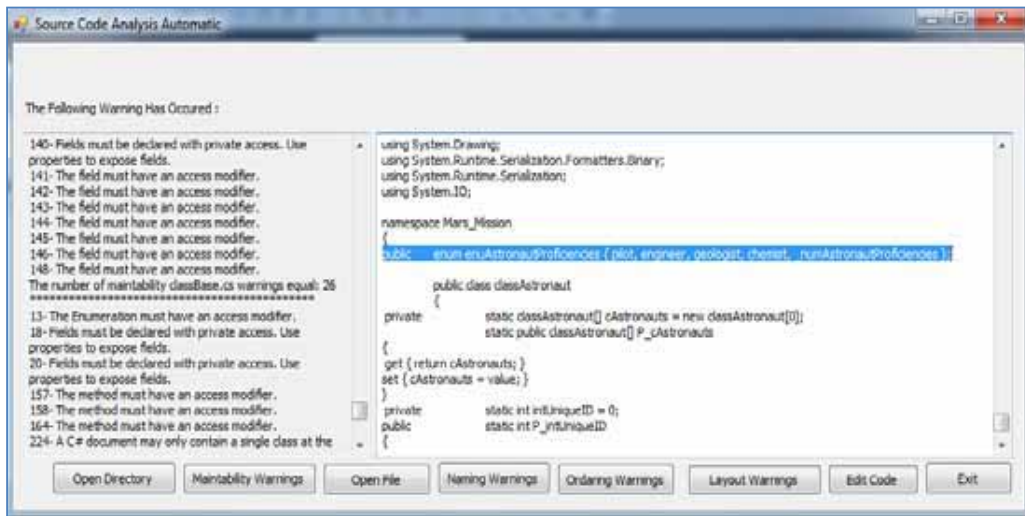 Source Code Analysis Automatic
The Following Warning Has Occured :
140- Fields must be declared with private access. Use
properties to expose fields.
141- The field must have an access modifier.
142- The field must have an access modifier.
143- The field must have an access modifier.
144- The field must have an access modifier.
145- The field must have an access modifier.
146- The field must have an access modifier.
148- The field must have an access modifier.
The number of maintability classBase.cs warnings equal: 26
************************************************
13- The Enumeration must have an access modifier.
18- Fields must be declared with private access. Use
properties to expose fields.
20- Fields must be declared with private access. Use
properties to expose fields.
157- The method must have an access modifier.
158- The method must have an access modifier.
164- The method must have an access modifier.
224- A C# document may only contain a single class at the
using System.Drawing;
using System.Runtime.Serialization.Formatters.Binary;
using System.Runtime.Serialization;
using System.IO;
namespace Mars_Mission
{
public enum enuAstronautProficiencies { pilot, engineer, geologist, chemist, numAstronautProficiencies };
public class classAstronaut
{
private static classAstronaut[] cAstronauts = new classAstronaut[0];
static public classAstronaut[] P_cAstronauts
{
get { return cAstronauts; }
set { cAstronauts = value; }
}
private static int intUniqueID = 0;
public static int P_intUniqueID
{
Open Directory
Maintability Warnings
Open File
Naming Warnings
Ordaring Warnings
Layout Warnings
Edit Code
Exit